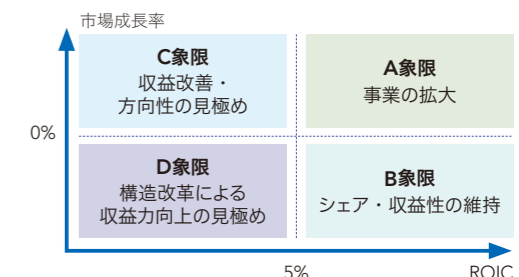 市場成長率
C象限
収益改善・
方向性の見極め
A象限
事業の拡大
0%
D象限
構造改革による
収益力向上の見極め
B象限
シェア・収益性の維持
5%
ROIC